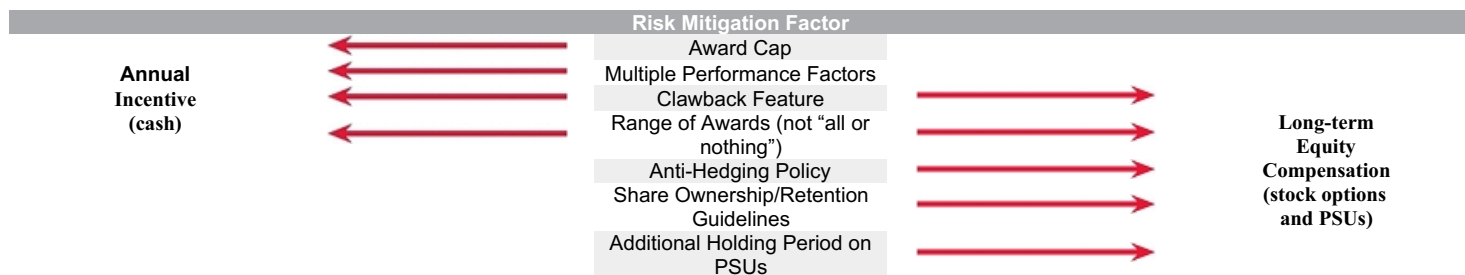 Risk Mitigation Factor
Annual
Incentive
(cash)
Award Cap
Multiple Performance Factors
Clawback Feature
Range of Awards (not “all or
nothing”)
Anti-Hedging Policy
Share Ownership/Retention
Guidelines
Additional Holding Period on
PSUs
Long-term
Equity
Compensation
(stock options
and PSUs)